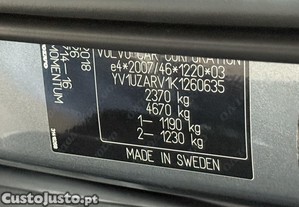 VOLVO CAR CORPORATION
e4*2007/46*1220*03
YV1UZARV1K1260635
2370 kg
4670 kg
1– 1190 kg
2– 1230 kg
MADE IN SWEDEN
2018
MOMENTUM
CustoJusto.pt